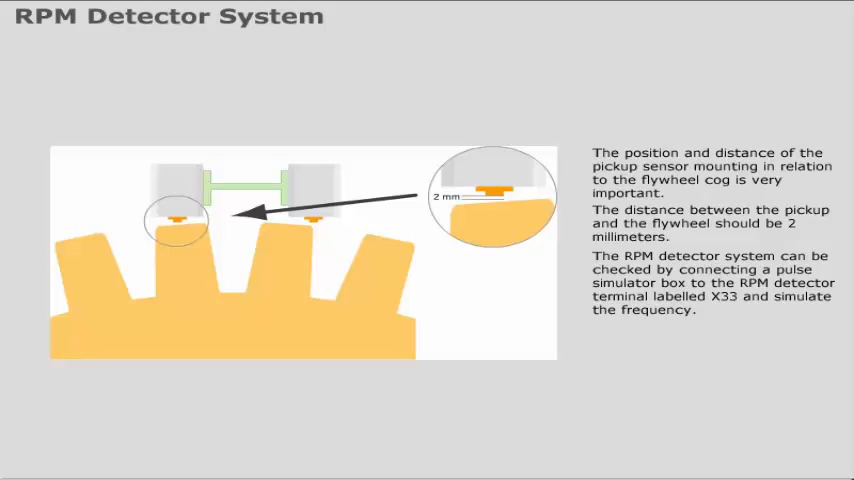 RPM Detector System
The position and distance of the
pickup sensor mounting in relation
to the flywheel cog is very
important.
The distance between the pickup
and the flywheel should be 2
millimeters.
The RPM detector system can be
checked by connecting a pulse
simulator box to the RPM detector
terminal labelled X33 and simulate
the frequency.
2 mm